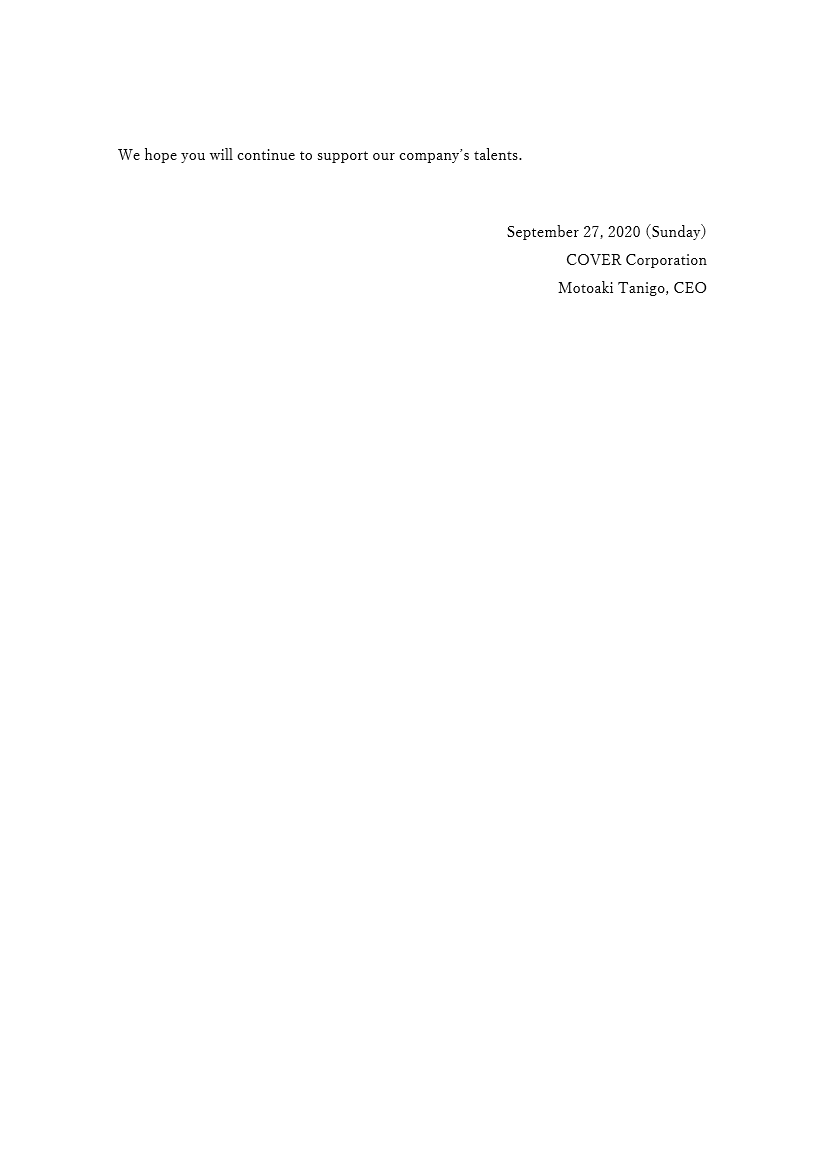 We hope you will continue to support our company’s talents.
September 27, 2020 (Sunday)
COVER Corporation
Motoaki Tanigo, CEO